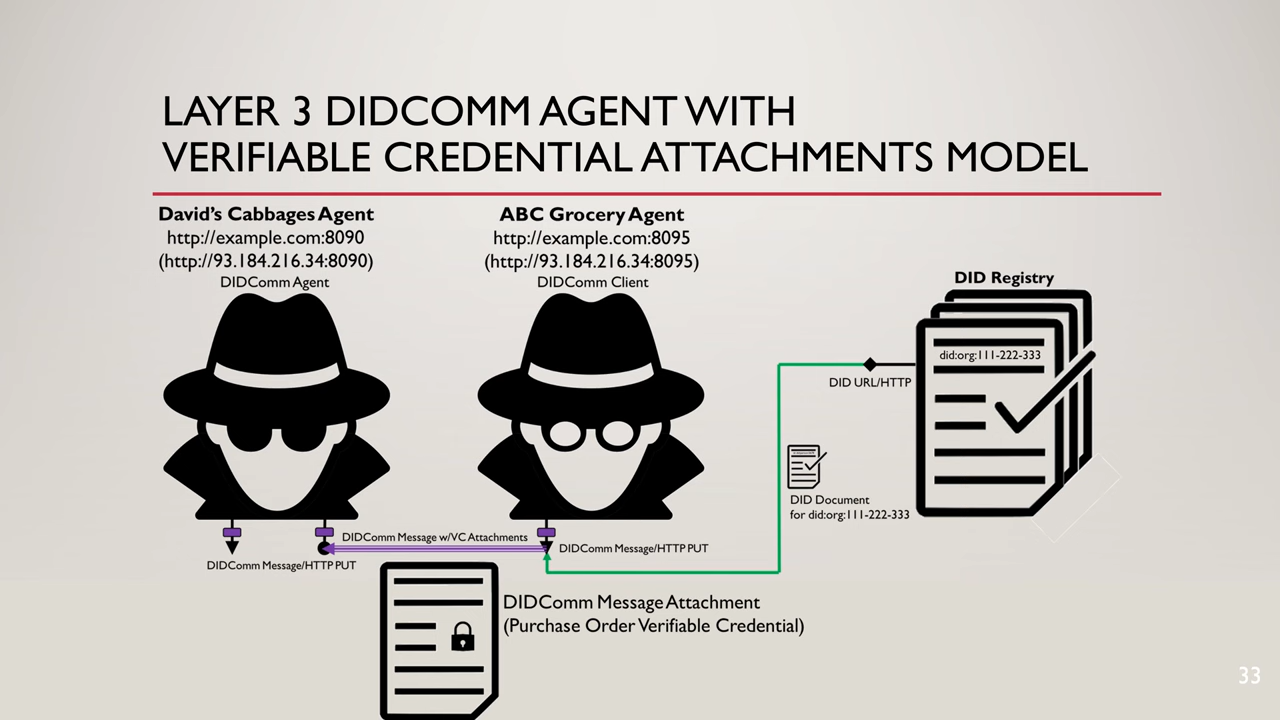 LAYER 3 DIDCOMM AGENT WITH
VERIFIABLE CREDENTIAL ATTACHMENTS MODEL
David's Cabbages Agent
http://example.com:8090
(http://93.184.216.34:8090)
DIDComm Agent
ABC Grocery Agent
http://example.com:8095
(http://93.184.216.34:8095)
DIDComm Client
DID Registry
did:org:111-222-333
DID URL/HTTP
DID Document
for did:org:111-222-333
DIDComm Message w/VC Attachments
DIDComm Message/HTTP PUT
DIDComm Message/HTTP PUT
DIDComm Message Attachment
(Purchase Order Verifiable Credential)
33